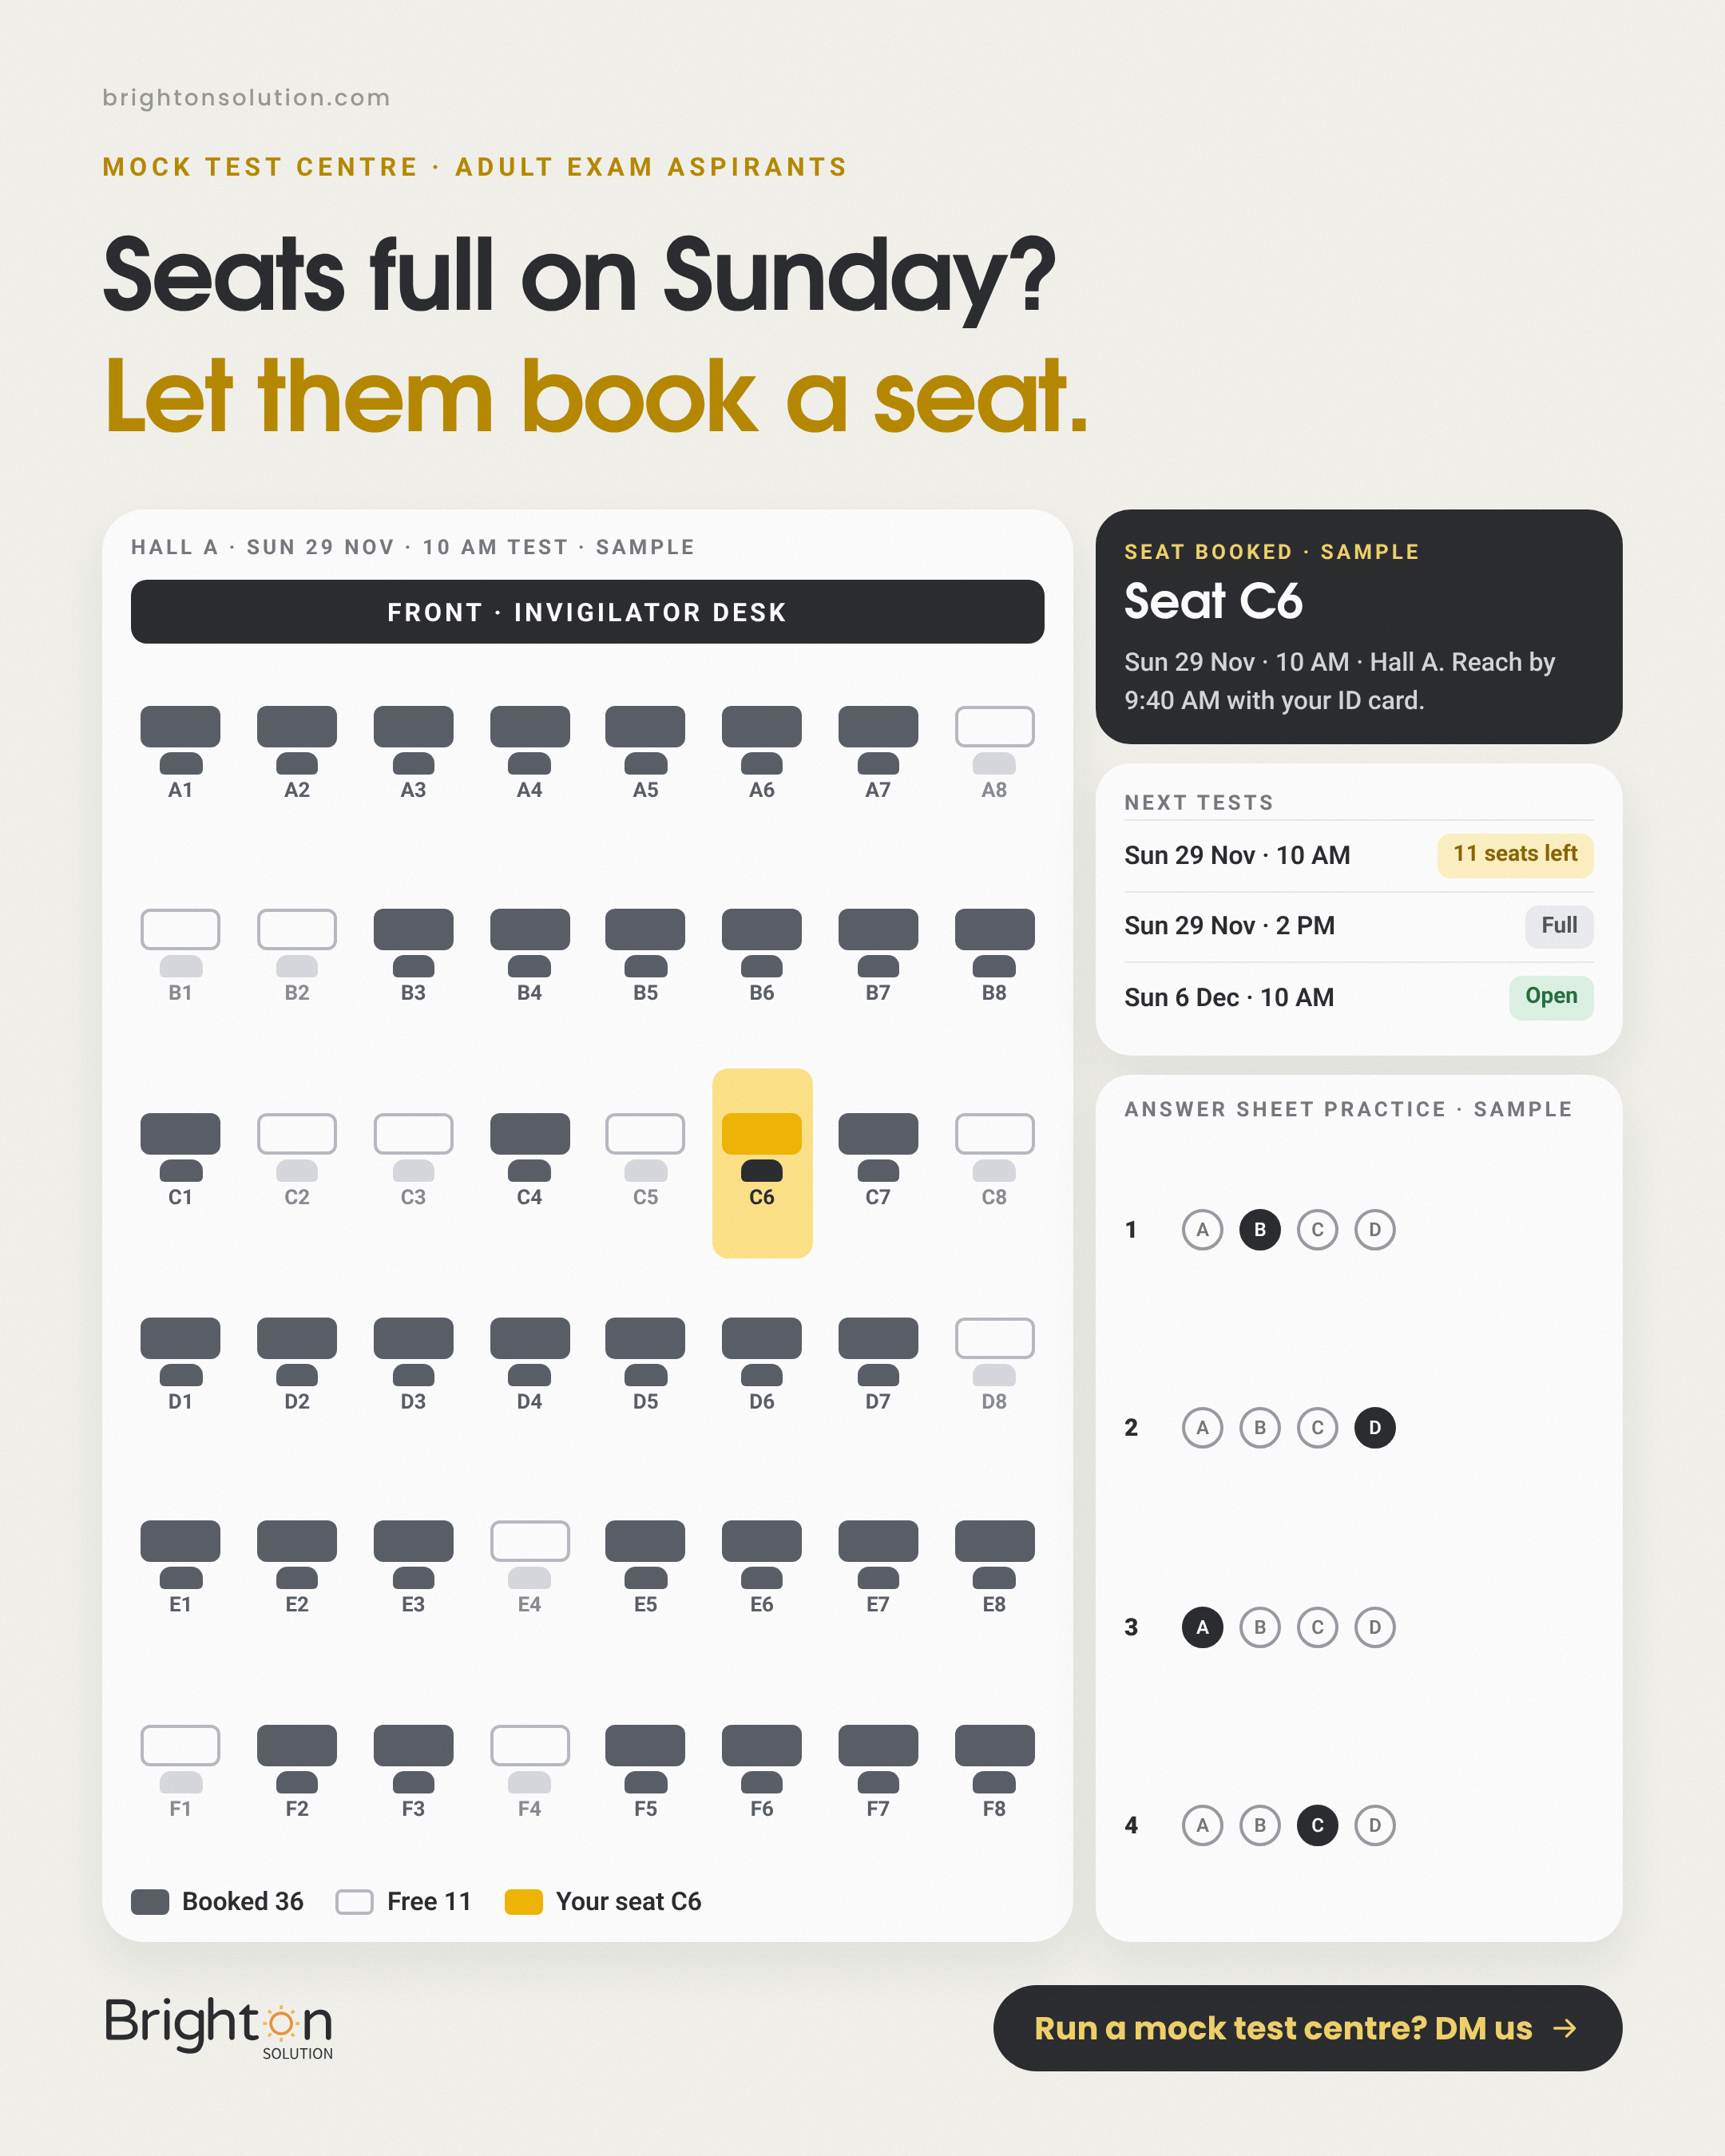 brightonsolution.com
MOCK TEST CENTRE · ADULT EXAM ASPIRANTS
Seats full on Sunday?
Let them book a seat.
HALL A · SUN 29 NOV · 10 AM TEST · SAMPLE
FRONT · INVIGILATOR DESK
A1 A2 A3 A4 A5 A6 A7 A8
B1 B2 B3 B4 B5 B6 B7 B8
C1 C2 C3 C4 C5 C6 C7 C8
D1 D2 D3 D4 D5 D6 D7 D8
E1 E2 E3 E4 E5 E6 E7 E8
F1 F2 F3 F4 F5 F6 F7 F8
Booked 36 Free 11 Your seat C6
SEAT BOOKED · SAMPLE
Seat C6
Sun 29 Nov · 10 AM · Hall A. Reach by
9:40 AM with your ID card.
NEXT TESTS
Sun 29 Nov · 10 AM 11 seats left
Sun 29 Nov · 2 PM Full
Sun 6 Dec · 10 AM Open
ANSWER SHEET PRACTICE · SAMPLE
1 A B C D
2 A B C D
3 A B C D
4 A B C D
Brighton
SOLUTION
Run a mock test centre? DM us →